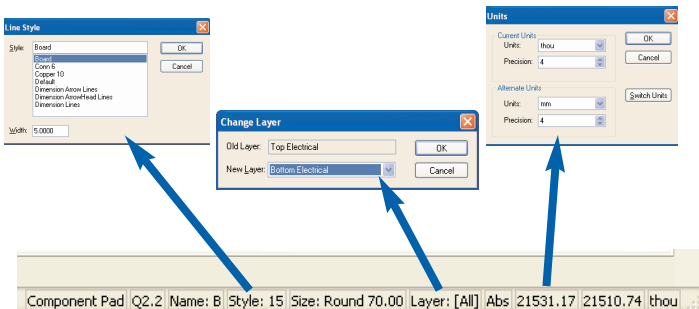 Line Style
Style: Board
OK
Board
Conn 6
Copper 10
Default
Dimension Arrow Lines
Dimension ArrowHead Lines
Dimension Lines
Cancel
Width: 5.0000
Change Layer
Old Layer: Top Electrical
OK
New Layer: Bottom Electrical
Cancel
Units
Current Units
Units: thou
Precision: 4
OK
Cancel
Alternate Units
Units: mm
Precision: 4
Switch Units
Component Pad Q2.2 Name: B Style: 15 Size: Round 70.00 Layer: [All] Abs 21531.17 21510.74 thou